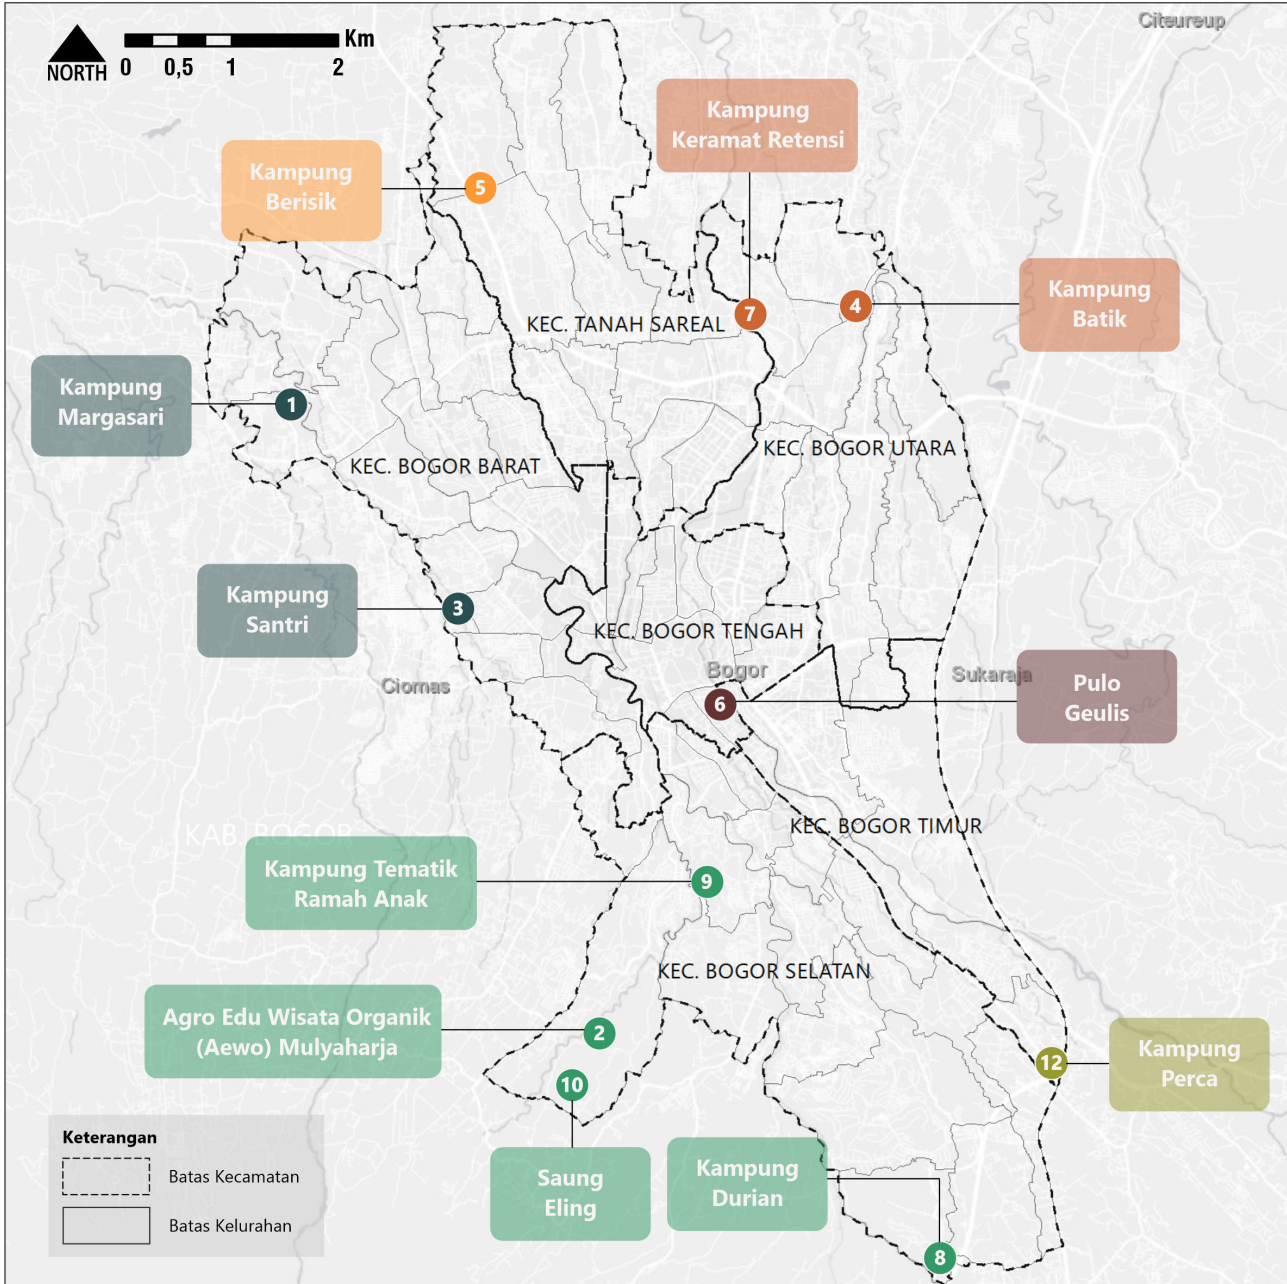 Citeureup
Km
NORTH
0 0,5 1 2
Kampung
Keramat Retensi
Kampung
Berisik
5
Kampung
Batik
7
4
KEC. TANAH SAREAL
Kampung
Margasari
1
KEC. BOGOR UTARA
KEC. BOGOR BARAT
Kampung
Santri
3
KEC. BOGOR TENGAH
Bogor
Sukaraja
Ciomas
6
Pulo
Geulis
KAB. BOGOR
KEC. BOGOR TIMUR
Kampung Tematik
Ramah Anak
9
KEC. BOGOR SELATAN
Agro Edu Wisata Organik
(Aewo) Mulyaharja
2
10
12
Kampung
Perca
Keterangan
Batas Kecamatan
Batas Kelurahan
Saung
Eling
Kampung
Durian
8